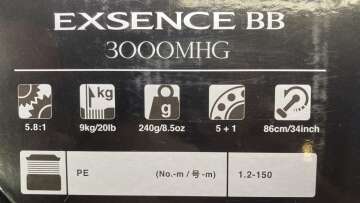 EXSENCE BB
3000MHG
kg
g
5.8:1 9kg/20lb 240g/8.5oz 5 + 1 86cm/34inch
PE (No.-m / 号 -m) 1.2-150